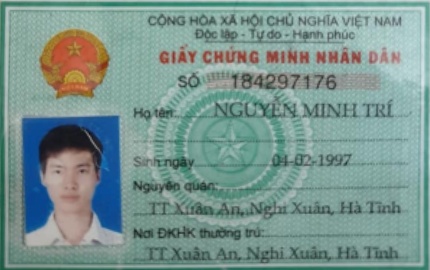 CỘNG HÒA XÃ HỘI CHỦ NGHĨA VIỆT NAM
Độc lập - Tự do - Hạnh phúc
GIẤY CHỨNG MINH NHÂN DÂN
SỐ 184297176
Họ tên: NGUYỄN MINH TRÍ
Sinh ngày 04-02-1997
Nguyên quán: 
TT Xuân An, Nghi Xuân, Hà Tĩnh
Nơi ĐKHK thường trú:
TT Xuân An, Nghi Xuân, Hà Tĩnh